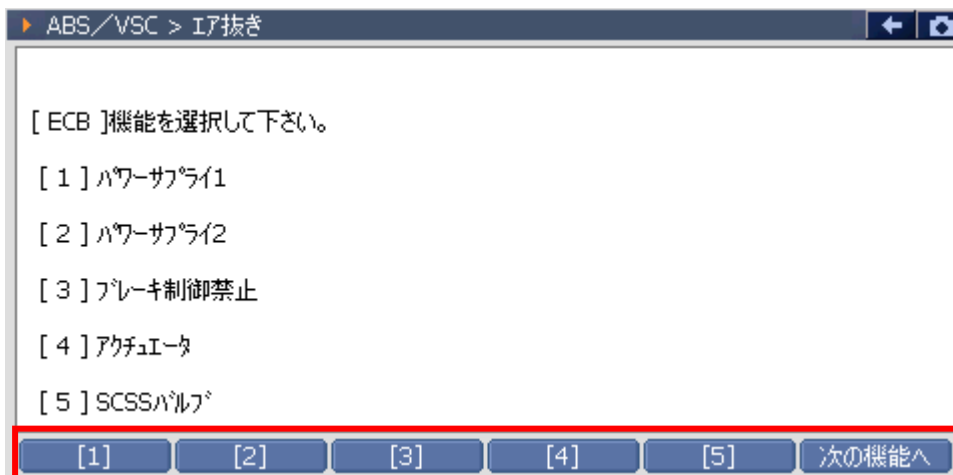 ABS／VSC > ｴｱ抜き
[ ECB ]機能を選択して下さい。
[ 1 ] ﾊﾟﾜｰｻﾌﾟﾗｲ1
[ 2 ] ﾊﾟﾜｰｻﾌﾟﾗｲ2
[ 3 ] ﾌﾞﾚｰｷ制御禁止
[ 4 ] ｱｸﾁｭｴｰﾀ
[ 5 ] SCSSﾊﾞﾙﾌﾞ
[1] [2] [3] [4] [5] 次の機能へ